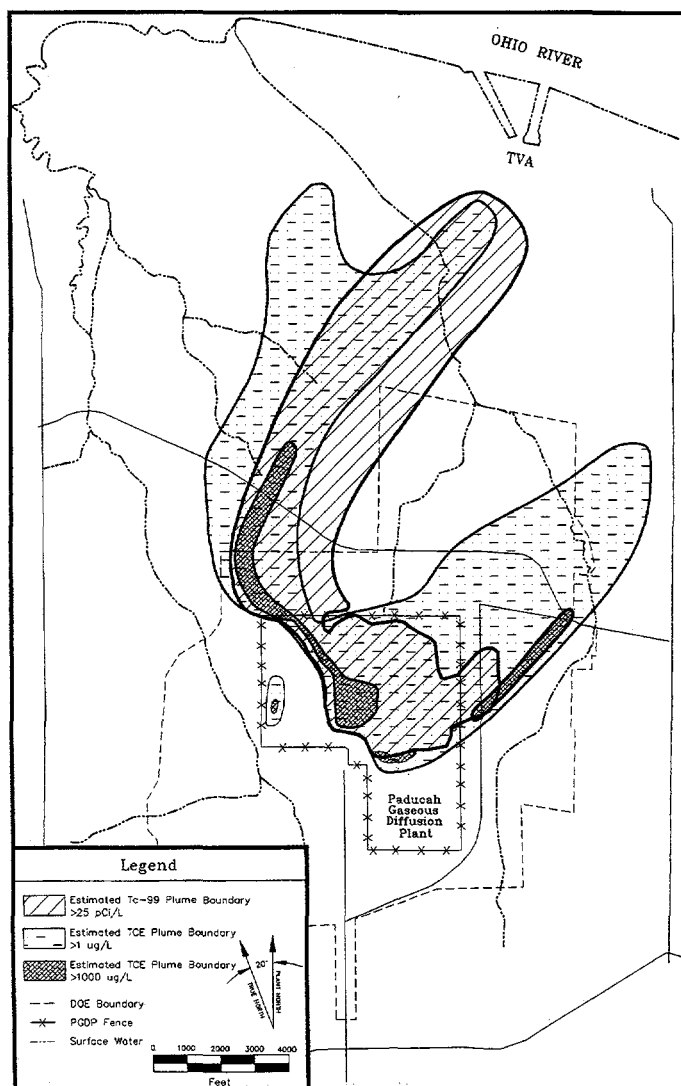 OHIO RIVER
TVA
Paducah
Gaseous
Diffusion
Plant
Legend
Estimated Tc-99 Plume Boundary
>25 pCi/L
Estimated TCE Plume Boundary
>1 ug/L
Estimated TCE Plume Boundary
>1000 ug/L
20°
TRUE NORTH
PLANT NORTH
DOE Boundary
PGDP Fence
Surface Water
0 1000 2000 3000 4000
Feet